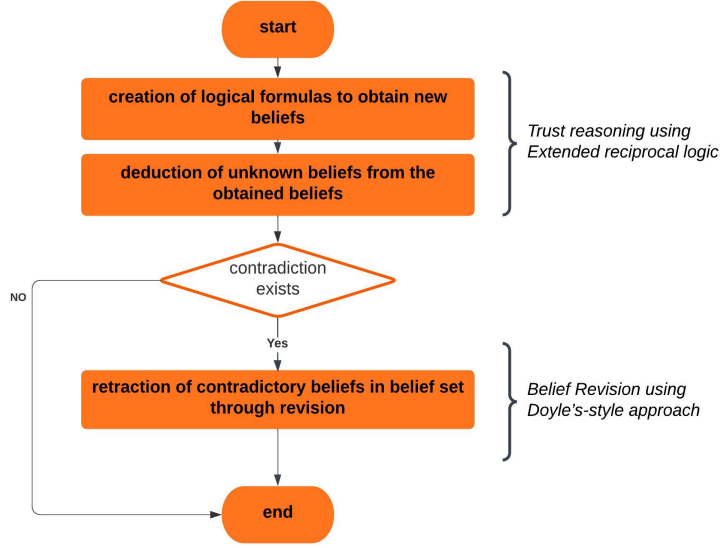 start
creation of logical formulas to obtain new
beliefs
Trust reasoning using
Extended reciprocal logic
deduction of unknown beliefs from the
obtained beliefs
contradiction
exists
NO
Yes
retraction of contradictory beliefs in belief set
through revision
Belief Revision using
Doyle's-style approach
end